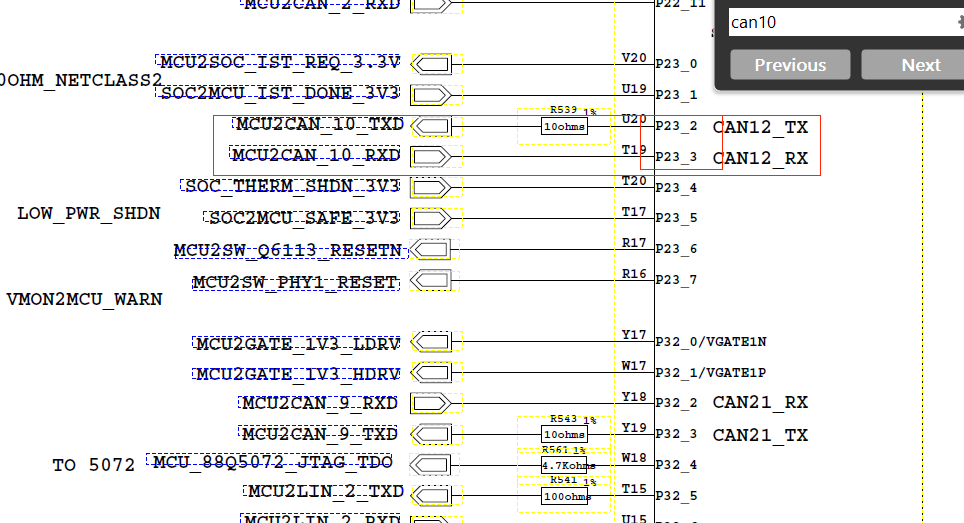 MCU2CAN_2_RXD P22_11
can10
Previous Next
MCU2SOC_IST_REQ_3.3V V20 P23_0
0OHM_NETCLASS2
SOC2MCU_IST_DONE_3V3 U19 P23_1
R539 1%
MCU2CAN_10_TXD 10ohms U20 P23_2 CAN12_TX
MCU2CAN_10_RXD T19 P23_3 CAN12_RX
SOC_THERM_SHDN_3V3 T20 P23_4
LOW_PWR_SHDN SOC2MCU_SAFE_3V3 T17 P23_5
MCU2SW_Q6113_RESETN R17 P23_6
MCU2SW_PHY1_RESET R16 P23_7
VMON2MCU_WARN
MCU2GATE_1V3_LDRV Y17 P32_0/VGATE1N
MCU2GATE_1V3_HDRV W17 P32_1/VGATE1P
MCU2CAN_9_RXD Y18 P32_2 CAN21_RX
R543 1%
MCU2CAN_9_TXD 10ohms Y19 P32_3 CAN21_TX
R561 1%
TO 5072 MCU_88Q5072_JTAG_TDO 4.7Kohms W18 P32_4
R541 1%
MCU2LIN_2_TXD 100ohms T15 P32_5
MCU2LIN_2_RXD U15